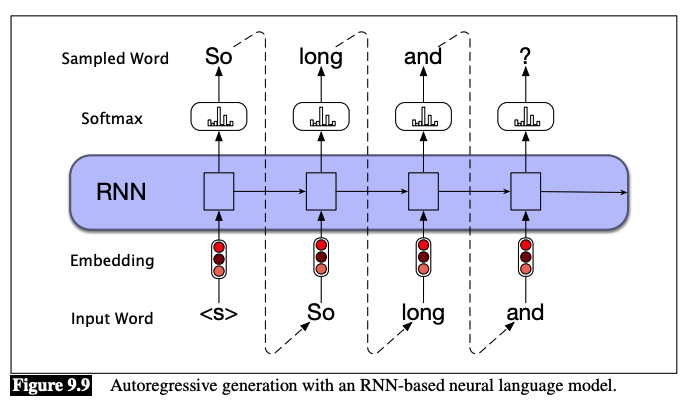 Sampled Word So long and ?
Softmax
RNN
Embedding
Input Word <s> So long and
Figure 9.9 Autoregressive generation with an RNN-based neural language model.